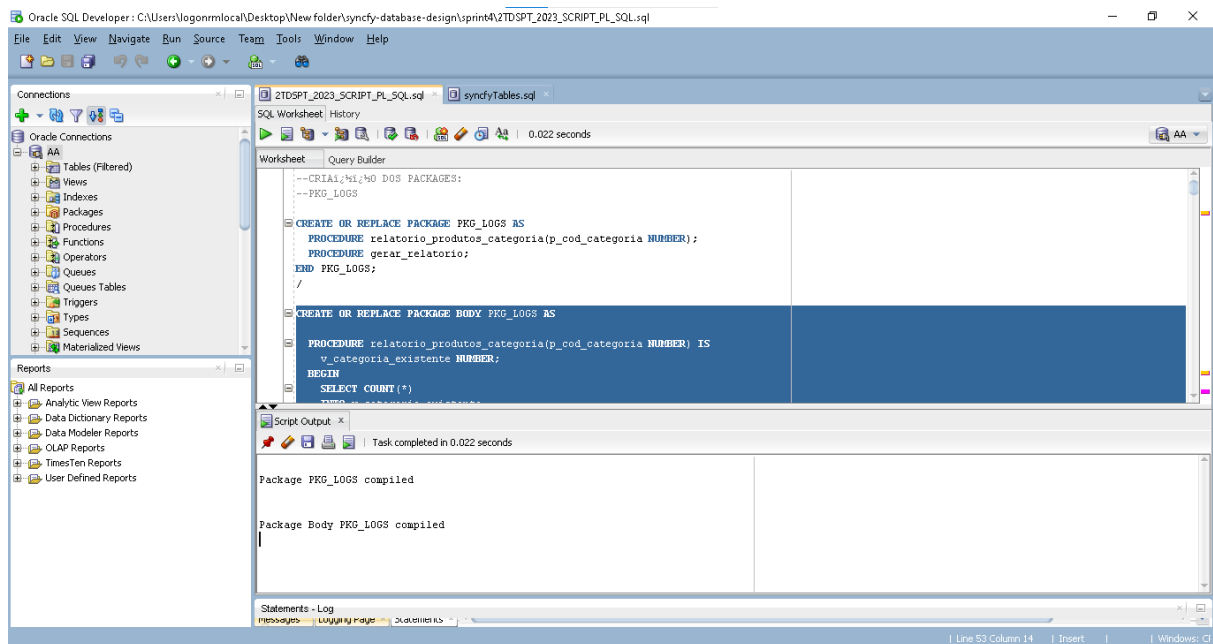 Oracle SQL Developer : C:\Users\logonrmlocal\Desktop\New folder\syncfy-database-design\sprint4\2TDSPT_2023_SCRIPT_PL_SQL.sql
File Edit View Navigate Run Source Team Tools Window Help
Connections
Oracle Connections
AA
Tables (Filtered)
Views
Indexes
Packages
Procedures
Functions
Operators
Queues
Queues Tables
Triggers
Types
Sequences
Materialized Views
Reports
All Reports
Analytic View Reports
Data Dictionary Reports
Data Modeler Reports
OLAP Reports
TimesTen Reports
User Defined Reports
2TDSPT_2023_SCRIPT_PL_SQL.sql
syncfyTables.sql
SQL Worksheet History
0.022 seconds
AA
Worksheet Query Builder
--CRIAï¿½ï¿½O DOS PACKAGES:
--PKG_LOGS
CREATE OR REPLACE PACKAGE PKG_LOGS AS
PROCEDURE relatorio_produtos_categoria(p_cod_categoria NUMBER);
PROCEDURE gerar_relatorio;
END PKG_LOGS;
/
CREATE OR REPLACE PACKAGE BODY PKG_LOGS AS
PROCEDURE relatorio_produtos_categoria(p_cod_categoria NUMBER) IS
v_categoria_existente NUMBER;
BEGIN
SELECT COUNT(*)
INTO v_categoria_existente
Script Output
Task completed in 0.022 seconds
Package PKG_LOGS compiled
Package Body PKG_LOGS compiled
Statements - Log
Messages Logging Page Statements
Line 53 Column 14 Insert Windows: Cl